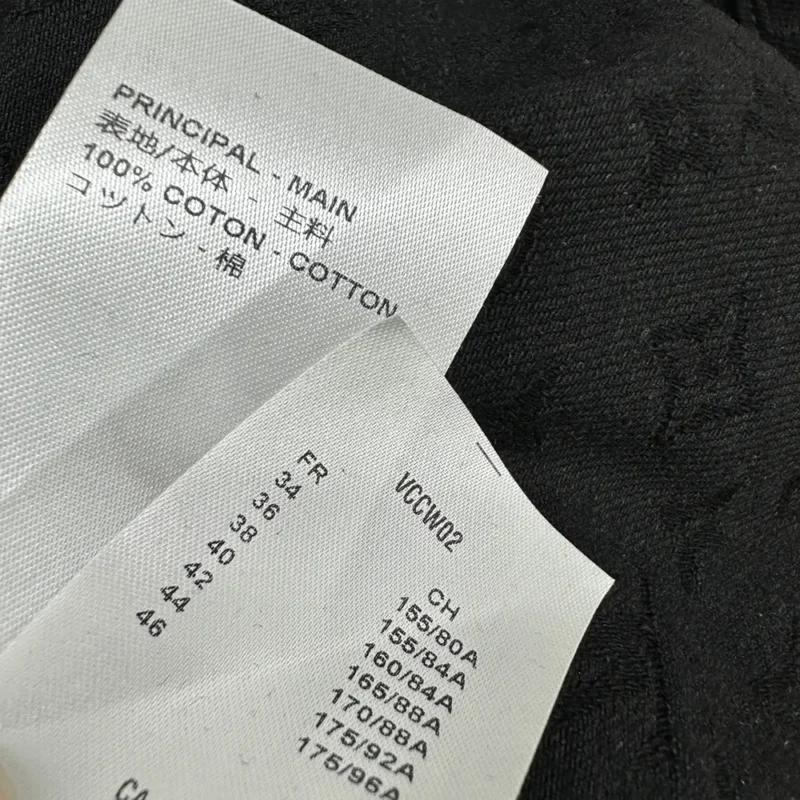 PRINCIPAL - MAIN
表地/本体 - 主料
100% COTON - COTTON
コツトン - 棉
VCCW02
FR CH
34 155/80A
36 155/84A
38 160/84A
40 165/88A
42 170/88A
44 175/92A
46 175/96A
CA